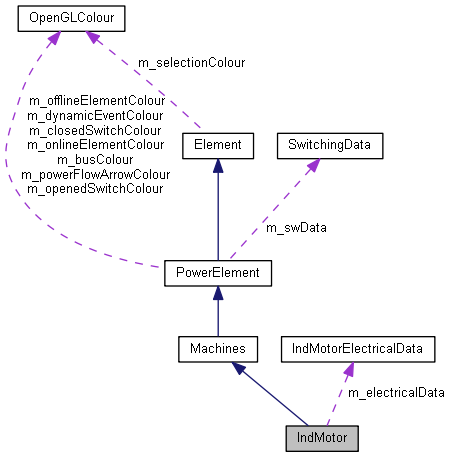 OpenGLColour
m_selectionColour
m_offlineElementColour
m_dynamicEventColour
m_closedSwitchColour
m_onlineElementColour
m_busColour
m_powerFlowArrowColour
m_openedSwitchColour
Element
SwitchingData
m_swData
PowerElement
Machines
IndMotorElectricalData
m_electricalData
IndMotor